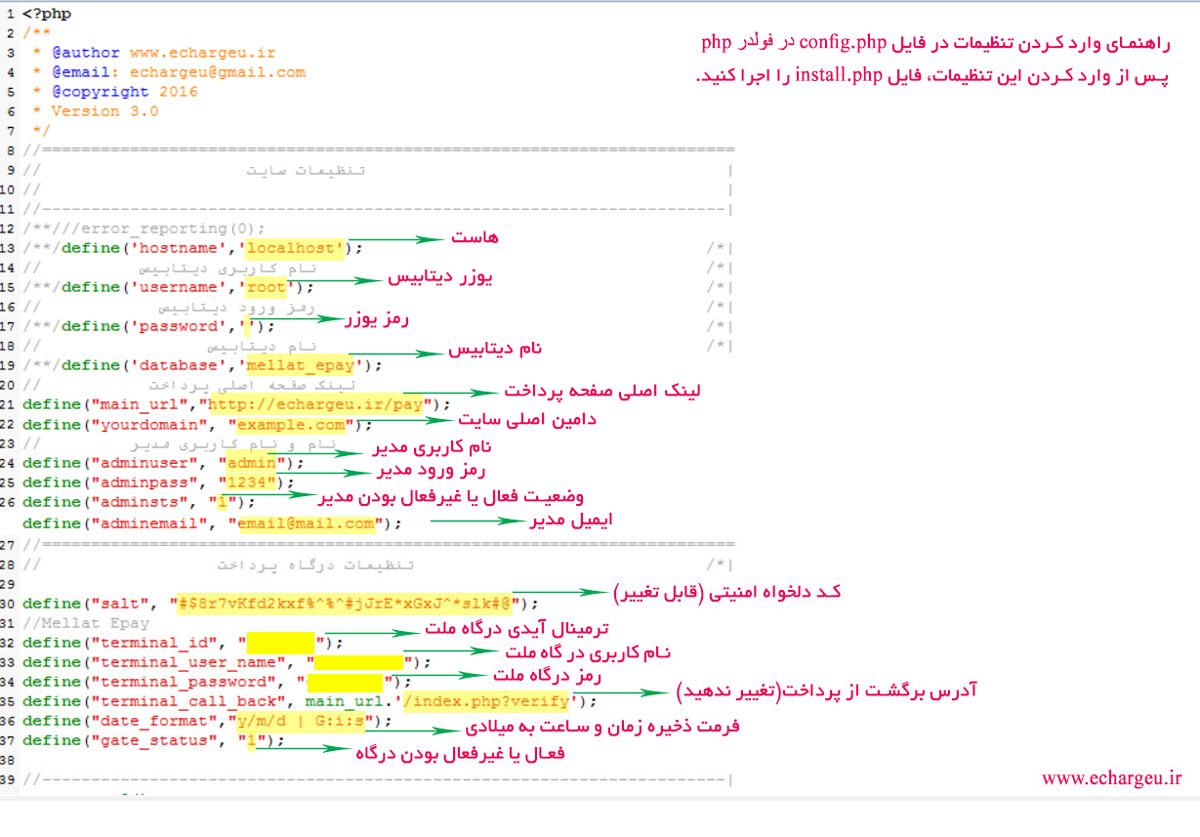 راهنمای وارد کردن تنظیمات در فایل config.php در فولدر php
پس از وارد کردن این تنظیمات، فایل install.php را اجرا کنید.
1 <?php
2 /**
3 * @author www.echargeu.ir
4 * @email: echargeu@gmail.com
5 * @copyright 2016
6 * Version 3.0
7 */
8 //=======================================================================
9 // تنظیمات سایت |
10 // |
11 //----------------------------------------------------------------------|
12 /**///error_reporting(0);
13 /**/define('hostname','localhost'); /*| هاست
14 // نام کاربری دیتابیس /*|
15 /**/define('username','root'); /*| یوزر دیتابیس
16 // رمز ورود دیتابیس /*|
17 /**/define('password',''); /*| رمز یوزر
18 // نام دیتابیس /*|
19 /**/define('database','mellat_epay'); نام دیتابیس
20 // لینک صفحه اصلی پرداخت
21 define("main_url","http://echargeu.ir/pay"); لینک اصلی صفحه پرداخت
22 define("yourdomain", "example.com"); دامین اصلی سایت
23 // نام و نام کاربری مدیر
24 define("adminuser", "admin"); نام کاربری مدیر
25 define("adminpass", "1234"); رمز ورود مدیر
26 define("adminsts", "1"); وضعیت فعال یا غیرفعال بودن مدیر
define("adminemail", "email@mail.com"); ایمیل مدیر
27 //=======================================================================
28 // تنظیمات درگاه پرداخت /*|
29
30 define("salt", "#$8r7vKfd2kxf%^%^#jJrE*xGxJ^*slk#@"); کد دلخواه امنیتی (قابل تغییر)
31 //Mellat Epay
32 define("terminal_id", " "); ترمینال آیدی درگاه ملت
33 define("terminal_user_name", " "); نام کاربری در گاه ملت
34 define("terminal_password", " "); رمز درگاه ملت
35 define("terminal_call_back", main_url.'/index.php?verify'); آدرس برگشت از پرداخت(تغییر ندهید)
36 define("date_format","y/m/d | G:i:s"); فرمت ذخیره زمان و ساعت به میلادی
37 define("gate_status", "1"); فعال یا غیرفعال بودن درگاه
38
39 //----------------------------------------------------------------------|
www.echargeu.ir